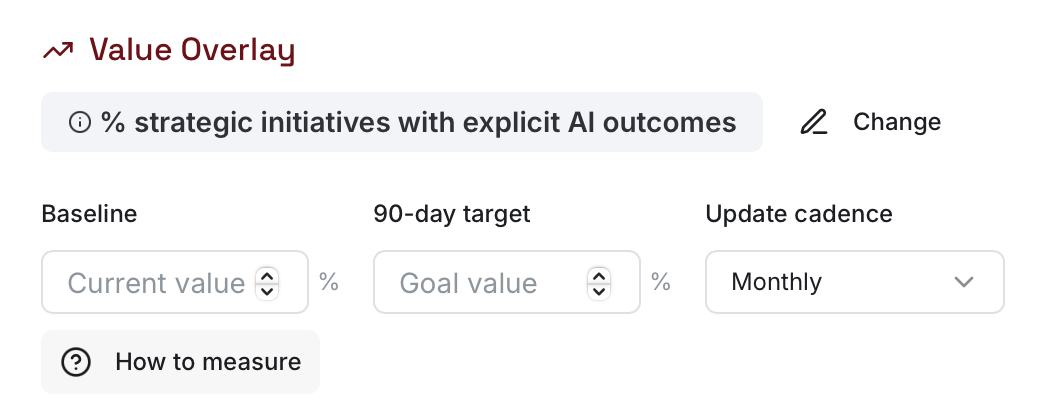 Value Overlay
% strategic initiatives with explicit AI outcomes Change
Baseline 90-day target Update cadence
Current value % Goal value % Monthly
How to measure